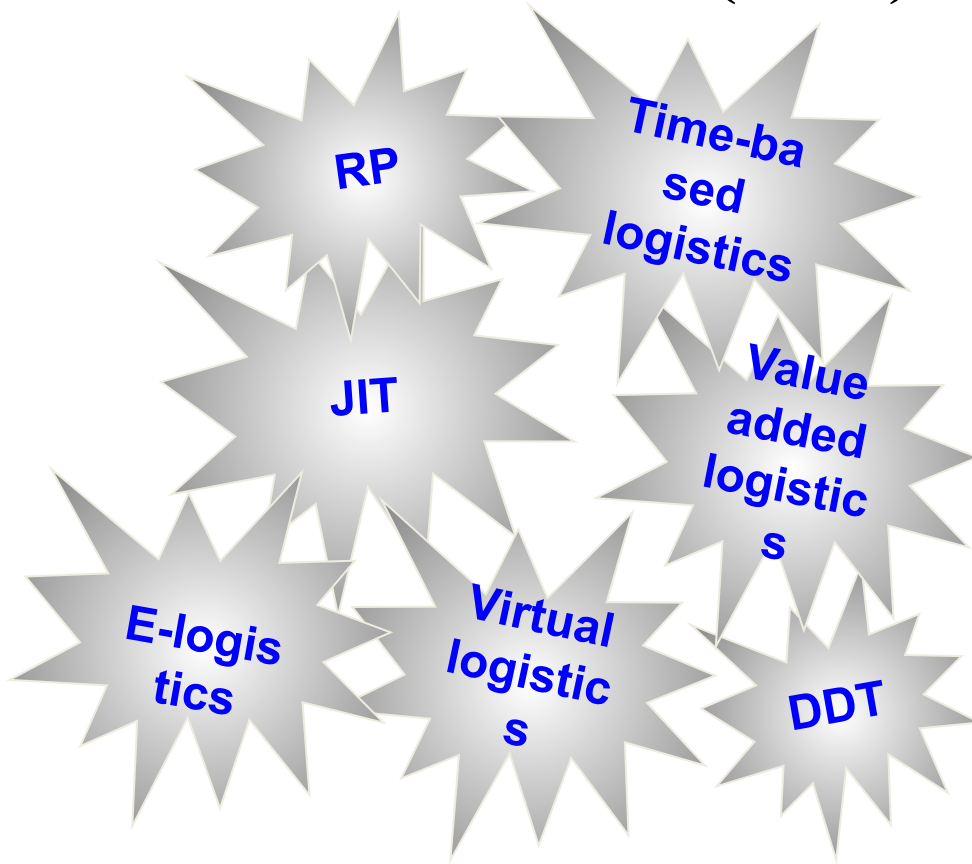 RP
Time-ba
sed
logistics
JIT
Value
added
logistic
s
E-logis
tics
Virtual
logistic
s
DDT